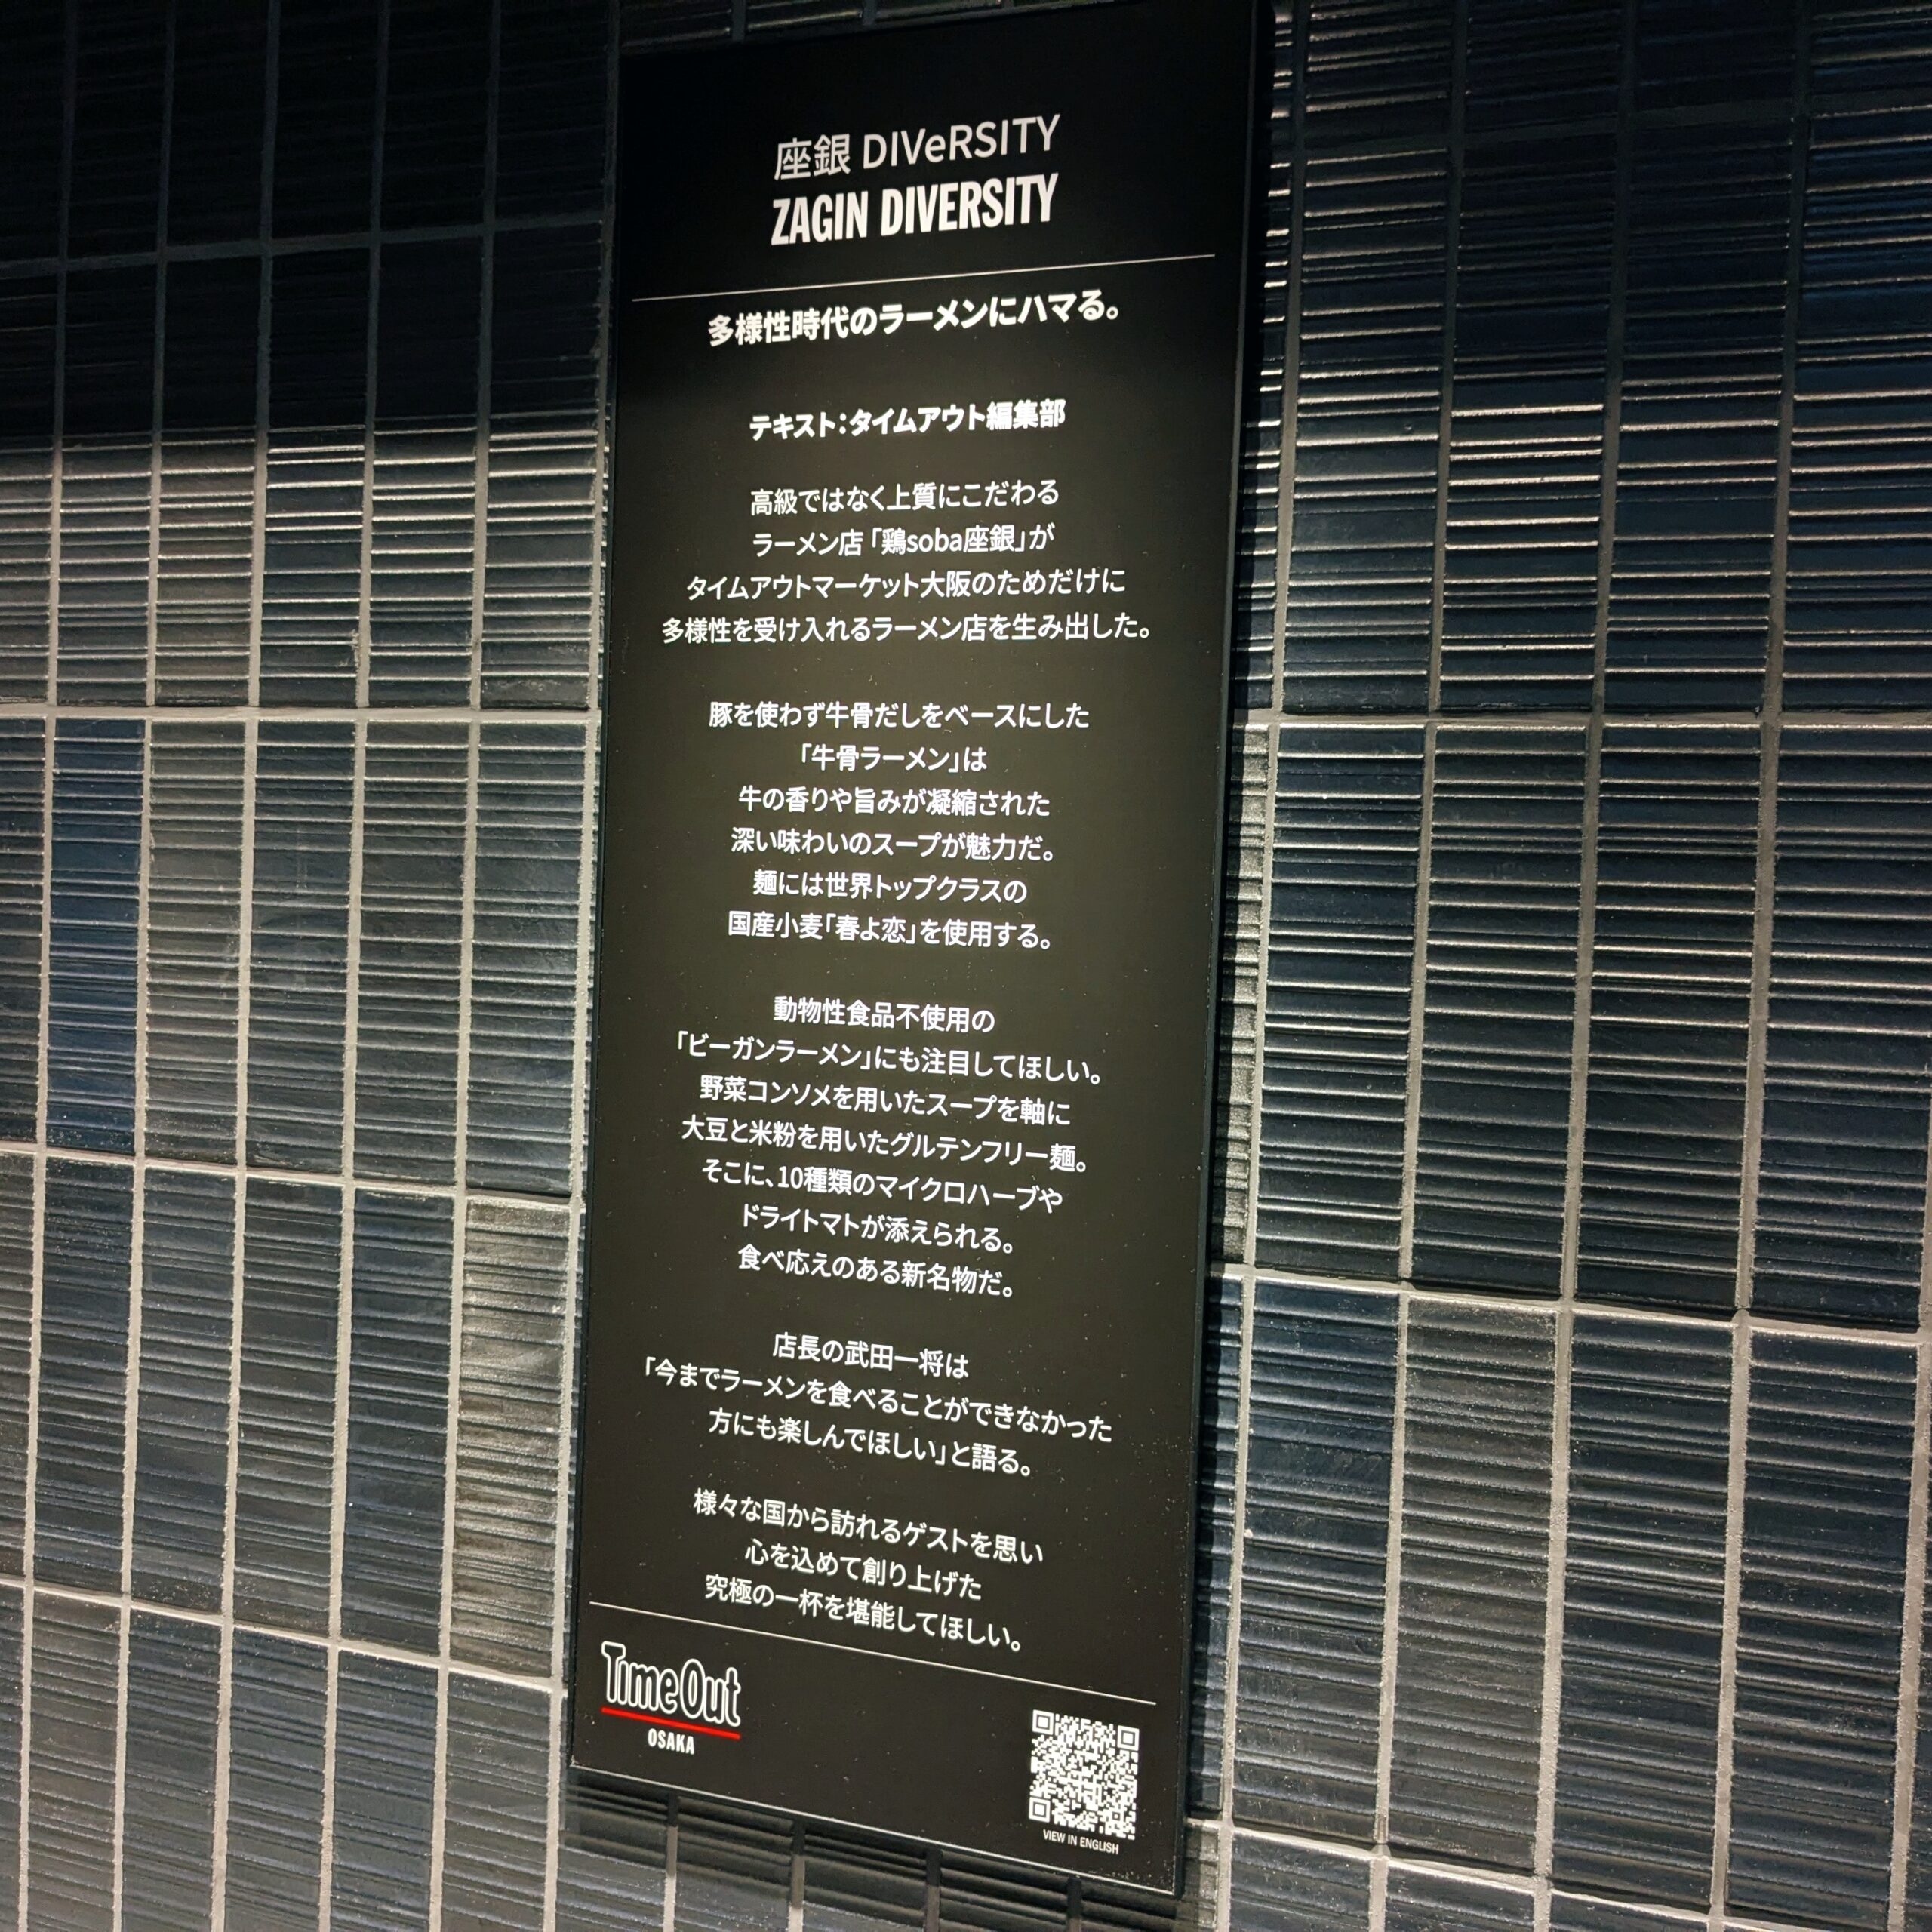 座銀 DIVeRSITY
ZAGIN DIVERSITY
多様性時代のラーメンにハマる。
テキスト：タイムアウト編集部
高級ではなく上質にこだわる
ラーメン店「鶏soba座銀」が
タイムアウトマーケット大阪のためだけに
多様性を受け入れるラーメン店を生み出した。
豚を使わず牛骨だしをベースにした
「牛骨ラーメン」は
牛の香りや旨みが凝縮された
深い味わいのスープが魅力だ。
麺には世界トップクラスの
国産小麦「春よ恋」を使用する。
動物性食品不使用の
「ビーガンラーメン」にも注目してほしい。
野菜コンソメを用いたスープを軸に
大豆と米粉を用いたグルテンフリー麺。
そこに、10種類のマイクロハーブや
ドライトマトが添えられる。
食べ応えのある新名物だ。
店長の武田一将は
「今までラーメンを食べることができなかった
方にも楽しんでほしい」と語る。
様々な国から訪れるゲストを思い
心を込めて創り上げた
究極の一杯を堪能してほしい。
Time Out
OSAKA
VIEW IN ENGLISH